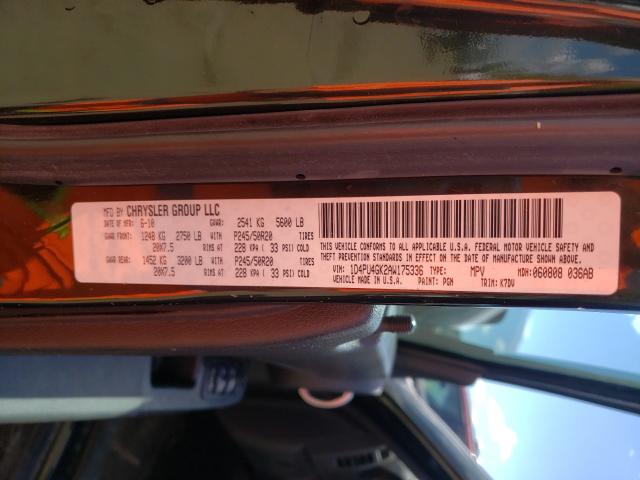 MFD BY CHRYSLER GROUP LLC
DATE OF MFR: 6-10 GVWR: 2541 KG 5600 LB
GAWR FRONT: 1248 KG 2750 LB WITH P245/50R20 TIRES
20X7.5 RIMS AT 228 KPA ( 33 PSI) COLD
GAWR REAR: 1452 KG 3200 LB WITH P245/50R20 TIRES
20X7.5 RIMS AT 228 KPA ( 33 PSI) COLD
THIS VEHICLE CONFORMS TO ALL APPLICABLE U.S.A. FEDERAL MOTOR VEHICLE SAFETY AND
THEFT PREVENTION STANDARDS IN EFFECT ON THE DATE OF MANUFACTURE SHOWN ABOVE.
VIN: 1D4PU4GK2AW175336 TYPE: MPV MDH: 060808 036AB
VEHICLE MADE IN U.S.A. PAINT: PGN TRIM: K7DV